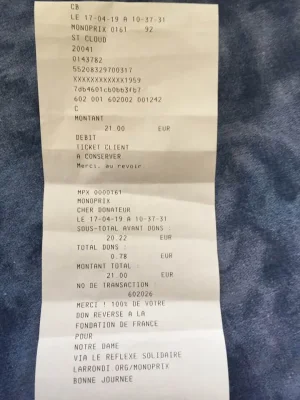 CB
LE 17-04-19 A 10-37-31
MONOPRIX 0161 92
ST CLOUD
20041
0143782
55208329700317
XXXXXXXXXXXX1959
7db4601cb0bb3fb7
602 001 602002 001242
C
MONTANT
21.00 EUR
DEBIT
TICKET CLIENT
A CONSERVER
Merci, au revoir
MPX 0000161
MONOPRIX
CHER DONATEUR
LE 17-04-19 A 10-37-31
SOUS-TOTAL AVANT DONS :
20.22 EUR
TOTAL DONS :
0.78 EUR
MONTANT TOTAL :
21.00 EUR
NO DE TRANSACTION :
602026
MERCI ! 100% DE VOTRE
DON REVERSE A LA
FONDATION DE FRANCE
POUR
NOTRE DAME
VIA LE REFLEXE SOLIDAIRE
LARRONDI.ORG/MONOPRIX
BONNE JOURNEE